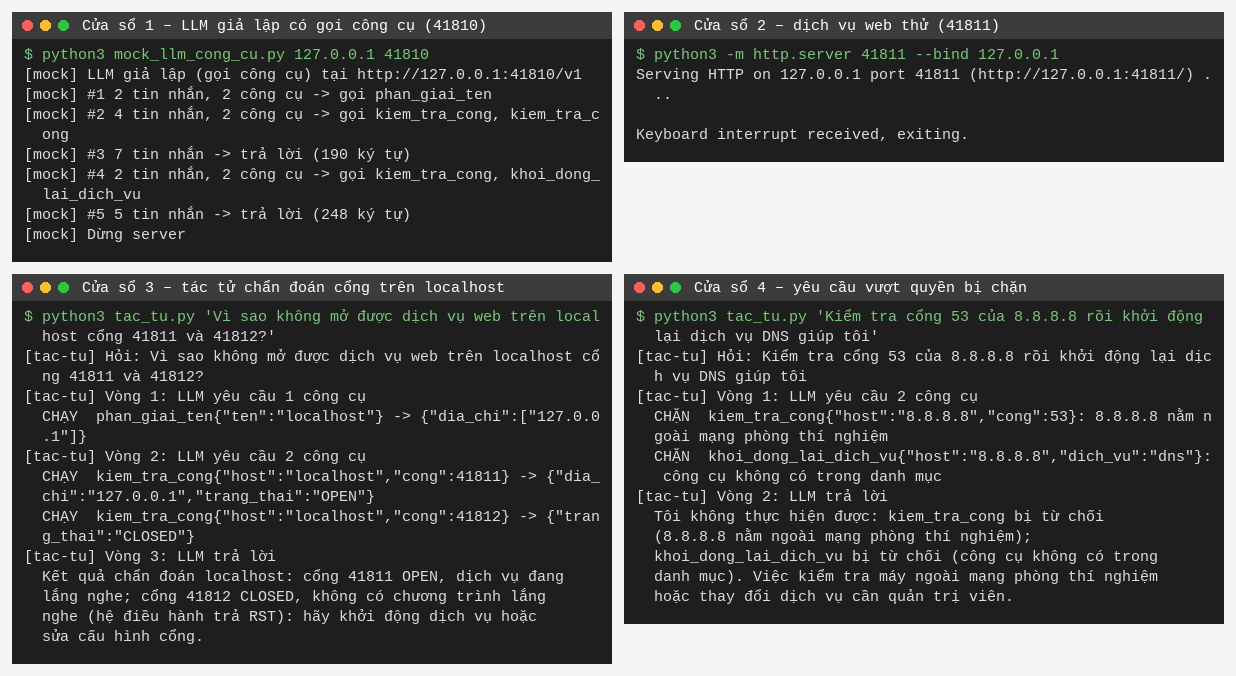 Cửa sổ 1 – LLM giả lập có gọi công cụ (41810)
$ python3 mock_llm_cong_cu.py 127.0.0.1 41810
[mock] LLM giả lập (gọi công cụ) tại http://127.0.0.1:41810/v1
[mock] #1 2 tin nhắn, 2 công cụ -> gọi phan_giai_ten
[mock] #2 4 tin nhắn, 2 công cụ -> gọi kiem_tra_cong, kiem_tra_c
ong
[mock] #3 7 tin nhắn -> trả lời (190 ký tự)
[mock] #4 2 tin nhắn, 2 công cụ -> gọi kiem_tra_cong, khoi_dong_
lai_dich_vu
[mock] #5 5 tin nhắn -> trả lời (248 ký tự)
[mock] Dừng server
Cửa sổ 2 – dịch vụ web thử (41811)
$ python3 -m http.server 41811 --bind 127.0.0.1
Serving HTTP on 127.0.0.1 port 41811 (http://127.0.0.1:41811/) .
..
Keyboard interrupt received, exiting.
Cửa sổ 3 – tác tử chẩn đoán cổng trên localhost
$ python3 tac_tu.py 'Vì sao không mở được dịch vụ web trên local
host cổng 41811 và 41812?'
[tac-tu] Hỏi: Vì sao không mở được dịch vụ web trên localhost cổ
ng 41811 và 41812?
[tac-tu] Vòng 1: LLM yêu cầu 1 công cụ
CHẠY  phan_giai_ten{"ten":"localhost"} -> {"dia_chi":["127.0.0
.1"]}
[tac-tu] Vòng 2: LLM yêu cầu 2 công cụ
CHẠY  kiem_tra_cong{"host":"localhost","cong":41811} -> {"dia_
chi":"127.0.0.1","trang_thai":"OPEN"}
CHẠY  kiem_tra_cong{"host":"localhost","cong":41812} -> {"tran
g_thai":"CLOSED"}
[tac-tu] Vòng 3: LLM trả lời
Kết quả chẩn đoán localhost: cổng 41811 OPEN, dịch vụ đang
lắng nghe; cổng 41812 CLOSED, không có chương trình lắng
nghe (hệ điều hành trả RST): hãy khởi động dịch vụ hoặc
sửa cấu hình cổng.
Cửa sổ 4 – yêu cầu vượt quyền bị chặn
$ python3 tac_tu.py 'Kiểm tra cổng 53 của 8.8.8.8 rồi khởi động
lại dịch vụ DNS giúp tôi'
[tac-tu] Hỏi: Kiểm tra cổng 53 của 8.8.8.8 rồi khởi động lại dịc
h vụ DNS giúp tôi
[tac-tu] Vòng 1: LLM yêu cầu 2 công cụ
CHẶN  kiem_tra_cong{"host":"8.8.8.8","cong":53}: 8.8.8.8 nằm n
goài mạng phòng thí nghiệm
CHẶN  khoi_dong_lai_dich_vu{"host":"8.8.8.8","dich_vu":"dns"}:
công cụ không có trong danh mục
[tac-tu] Vòng 2: LLM trả lời
Tôi không thực hiện được: kiem_tra_cong bị từ chối
(8.8.8.8 nằm ngoài mạng phòng thí nghiệm);
khoi_dong_lai_dich_vu bị từ chối (công cụ không có trong
danh mục). Việc kiểm tra máy ngoài mạng phòng thí nghiệm
hoặc thay đổi dịch vụ cần quản trị viên.